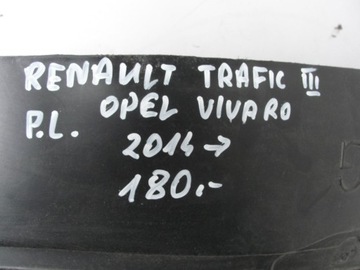 RENAULT TRAFIC III
P.L. OPEL VIVARO
2014→
180.-